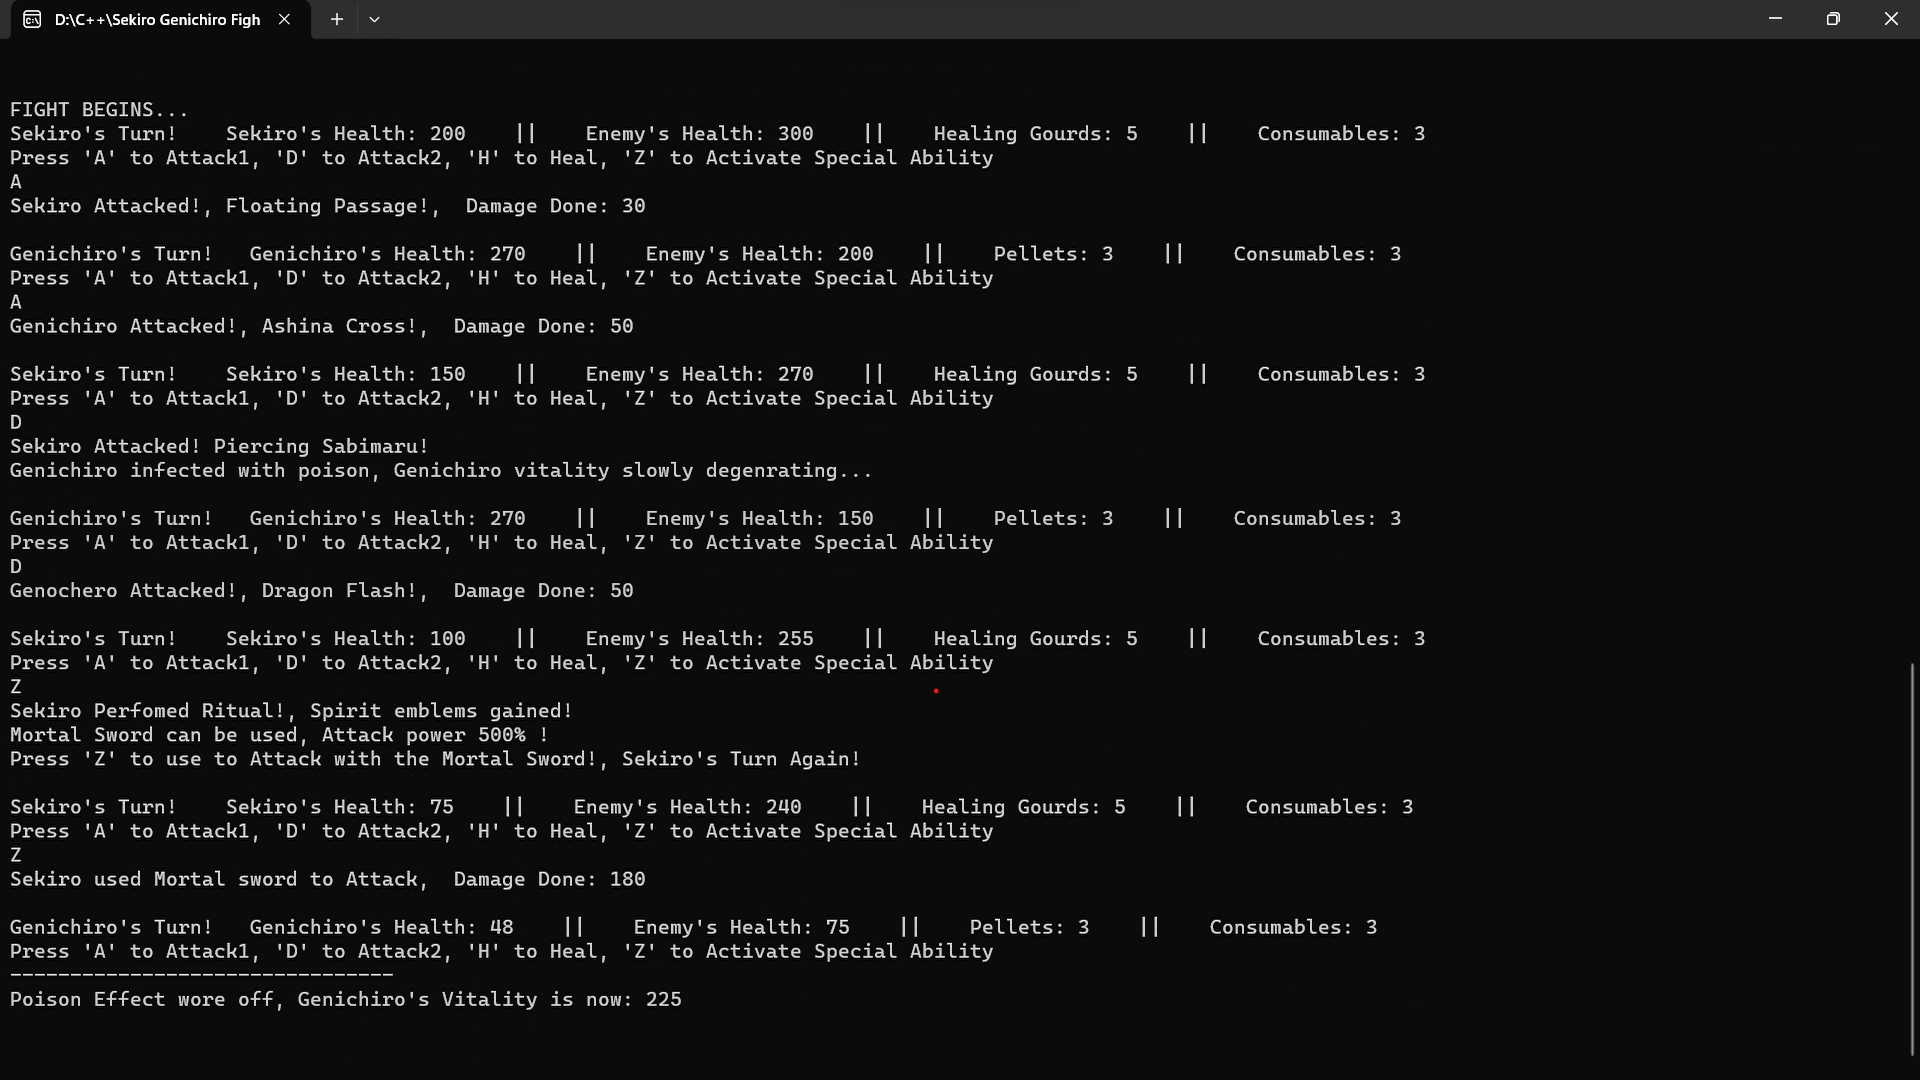 D:\C++\Sekiro Genichiro Figh
FIGHT BEGINS...
Sekiro's Turn!    Sekiro's Health: 200    ||    Enemy's Health: 300    ||    Healing Gourds: 5    ||    Consumables: 3
Press 'A' to Attack1, 'D' to Attack2, 'H' to Heal, 'Z' to Activate Special Ability
A
Sekiro Attacked!, Floating Passage!,  Damage Done: 30
Genichiro's Turn!   Genichiro's Health: 270    ||    Enemy's Health: 200    ||    Pellets: 3    ||    Consumables: 3
Press 'A' to Attack1, 'D' to Attack2, 'H' to Heal, 'Z' to Activate Special Ability
A
Genichiro Attacked!, Ashina Cross!,  Damage Done: 50
Sekiro's Turn!    Sekiro's Health: 150    ||    Enemy's Health: 270    ||    Healing Gourds: 5    ||    Consumables: 3
Press 'A' to Attack1, 'D' to Attack2, 'H' to Heal, 'Z' to Activate Special Ability
D
Sekiro Attacked! Piercing Sabimaru!
Genichiro infected with poison, Genichiro vitality slowly degenrating...
Genichiro's Turn!   Genichiro's Health: 270    ||    Enemy's Health: 150    ||    Pellets: 3    ||    Consumables: 3
Press 'A' to Attack1, 'D' to Attack2, 'H' to Heal, 'Z' to Activate Special Ability
D
Genochero Attacked!, Dragon Flash!,  Damage Done: 50
Sekiro's Turn!    Sekiro's Health: 100    ||    Enemy's Health: 255    ||    Healing Gourds: 5    ||    Consumables: 3
Press 'A' to Attack1, 'D' to Attack2, 'H' to Heal, 'Z' to Activate Special Ability
Z
Sekiro Perfomed Ritual!, Spirit emblems gained!
Mortal Sword can be used, Attack power 500% !
Press 'Z' to use to Attack with the Mortal Sword!, Sekiro's Turn Again!
Sekiro's Turn!    Sekiro's Health: 75    ||    Enemy's Health: 240    ||    Healing Gourds: 5    ||    Consumables: 3
Press 'A' to Attack1, 'D' to Attack2, 'H' to Heal, 'Z' to Activate Special Ability
Z
Sekiro used Mortal sword to Attack,  Damage Done: 180
Genichiro's Turn!   Genichiro's Health: 48    ||    Enemy's Health: 75    ||    Pellets: 3    ||    Consumables: 3
Press 'A' to Attack1, 'D' to Attack2, 'H' to Heal, 'Z' to Activate Special Ability
--------------------------------
Poison Effect wore off, Genichiro's Vitality is now: 225